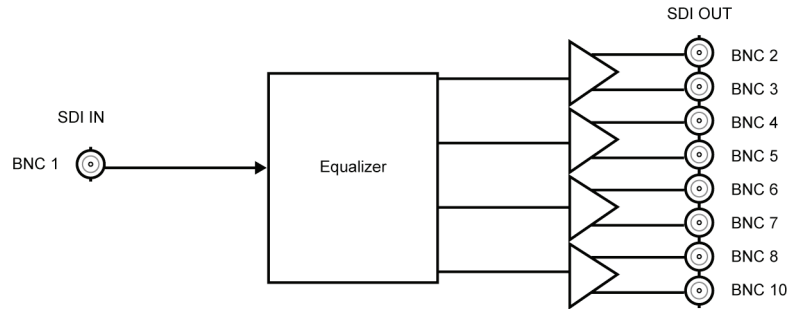 SDI OUT
BNC 2
BNC 3
SDI IN
BNC 4
BNC 1
Equalizer
BNC 5
BNC 6
BNC 7
BNC 8
BNC 10